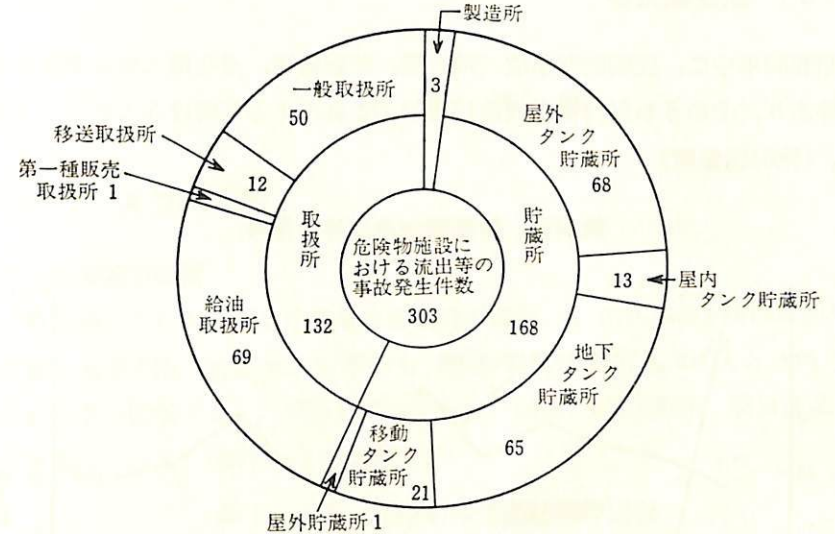 製造所
3
屋外
タンク
貯蔵所
68
13
屋内
タンク貯蔵所
地下
タンク
貯蔵所
65
移動
タンク
貯蔵所
21
屋外貯蔵所1
給油
取扱所
69
第一種販売
取扱所 1
移送取扱所
12
一般取扱所
50
貯蔵所
168
取扱所
132
危険物施設に
おける流出等の
事故発生件数
303